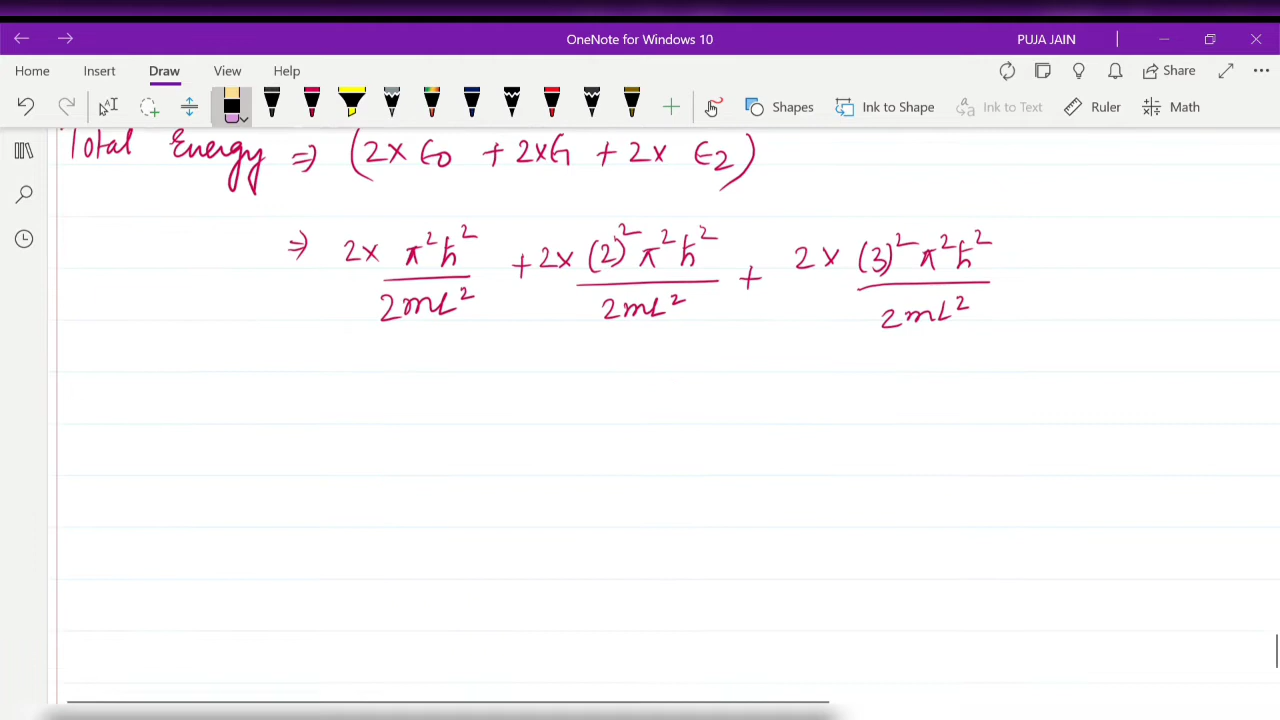 OneNote for Windows 10 PUJA JAIN
Home Insert Draw View Help Share
Shapes Ink to Shape Ink to Text Ruler Math
Total Energy ⇒ (2× E0 + 2×E1 + 2× E2)
⇒ 2× π²ħ²/2mL² + 2× (2)²π²ħ²/2mL² + 2× (3)²π²ħ²/2mL²